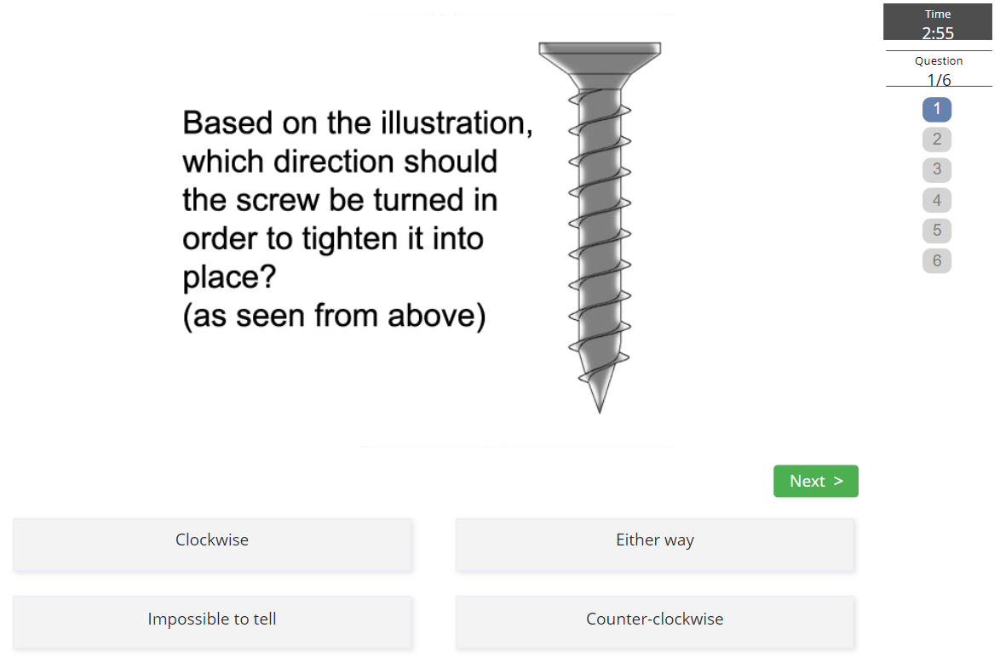 Time
2:55
Question
1/6
1
2
3
4
5
6
Based on the illustration,
which direction should
the screw be turned in
order to tighten it into
place?
(as seen from above)
Next >
Clockwise
Either way
Impossible to tell
Counter-clockwise